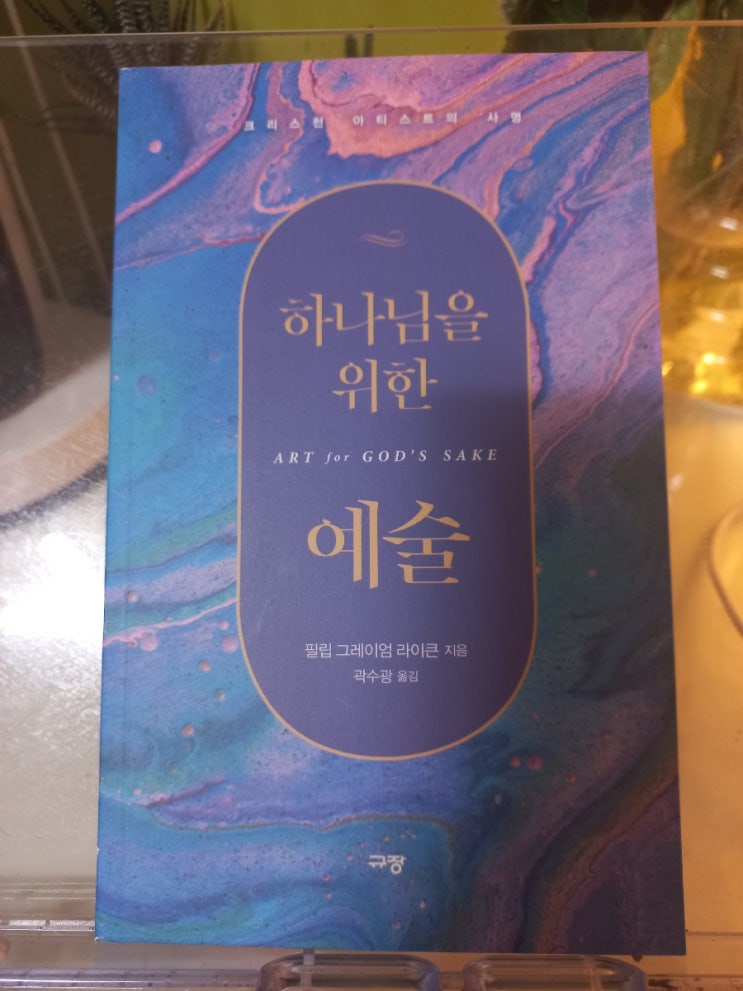 크리스천 아티스트의 사명
하나님을
위한
ART for GOD'S SAKE
예술
필립 그레이엄 라이큰 지음
곽수광 옮김
규장